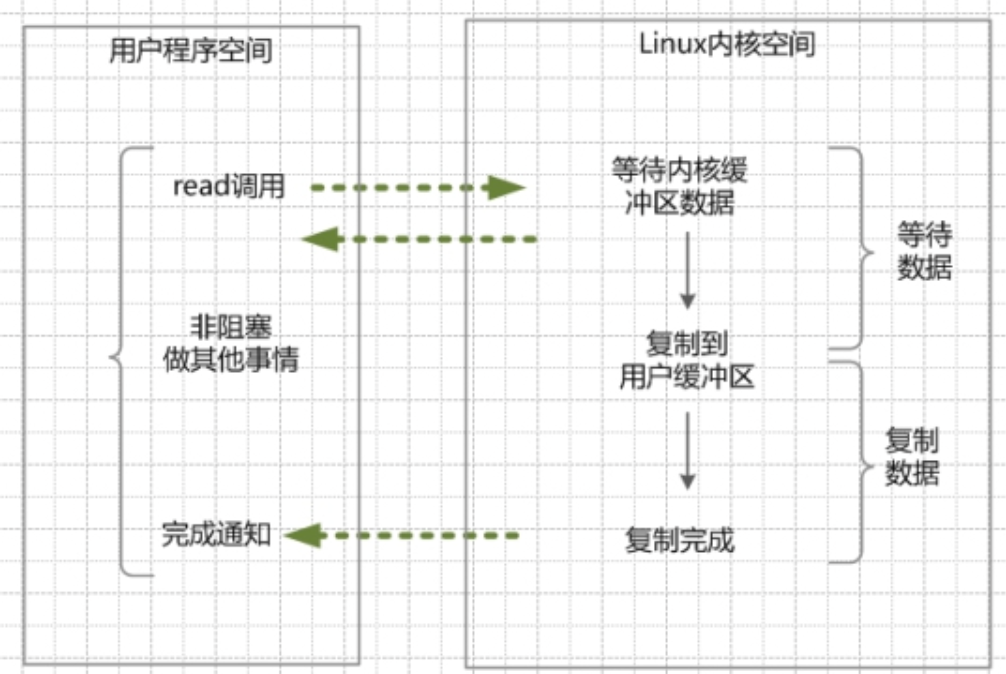 用户程序空间
Linux内核空间
read调用
等待内核缓
冲区数据
等待
数据
非阻塞
做其他事情
复制到
用户缓冲区
复制
数据
完成通知
复制完成